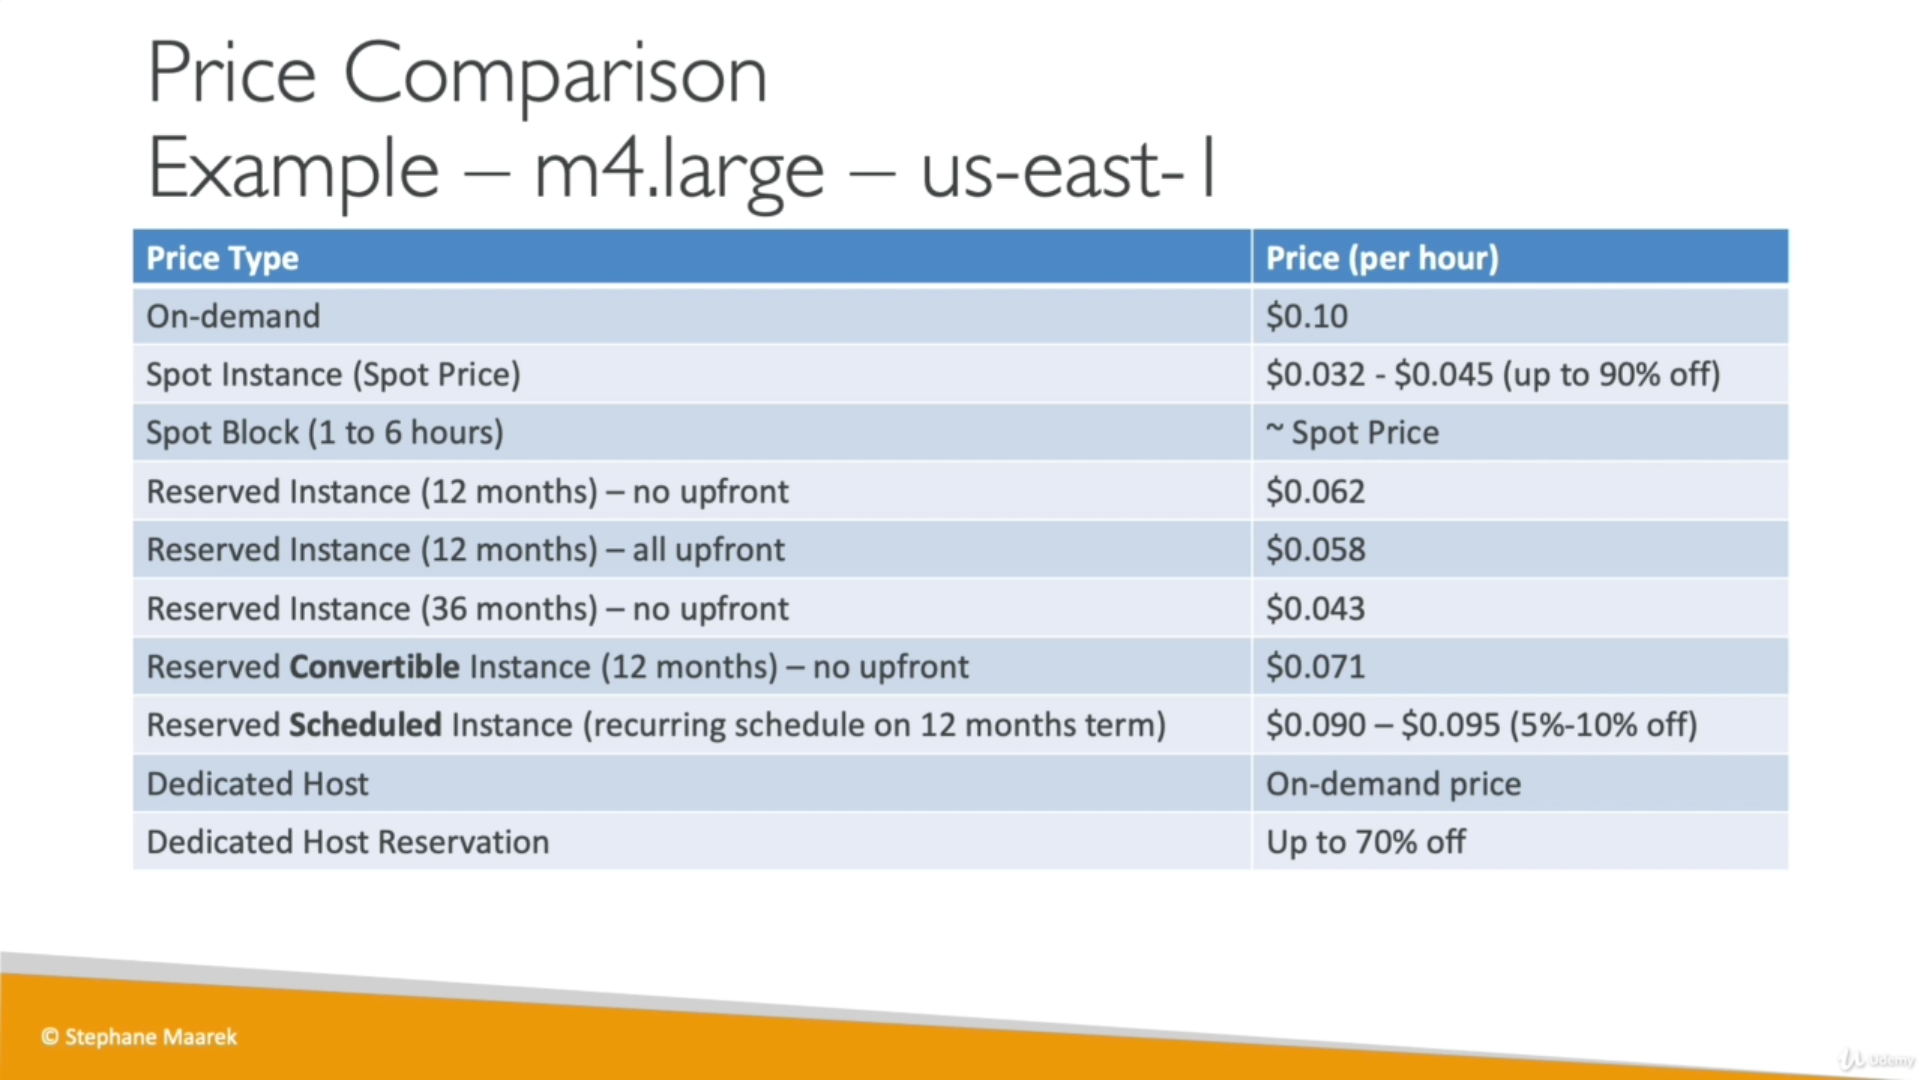 Price Comparison
Example – m4.large – us-east-1
Price Type Price (per hour)
On-demand $0.10
Spot Instance (Spot Price) $0.032 - $0.045 (up to 90% off)
Spot Block (1 to 6 hours) ~ Spot Price
Reserved Instance (12 months) – no upfront $0.062
Reserved Instance (12 months) – all upfront $0.058
Reserved Instance (36 months) – no upfront $0.043
Reserved Convertible Instance (12 months) – no upfront $0.071
Reserved Scheduled Instance (recurring schedule on 12 months term) $0.090 – $0.095 (5%-10% off)
Dedicated Host On-demand price
Dedicated Host Reservation Up to 70% off
© Stephane Maarek
Udemy